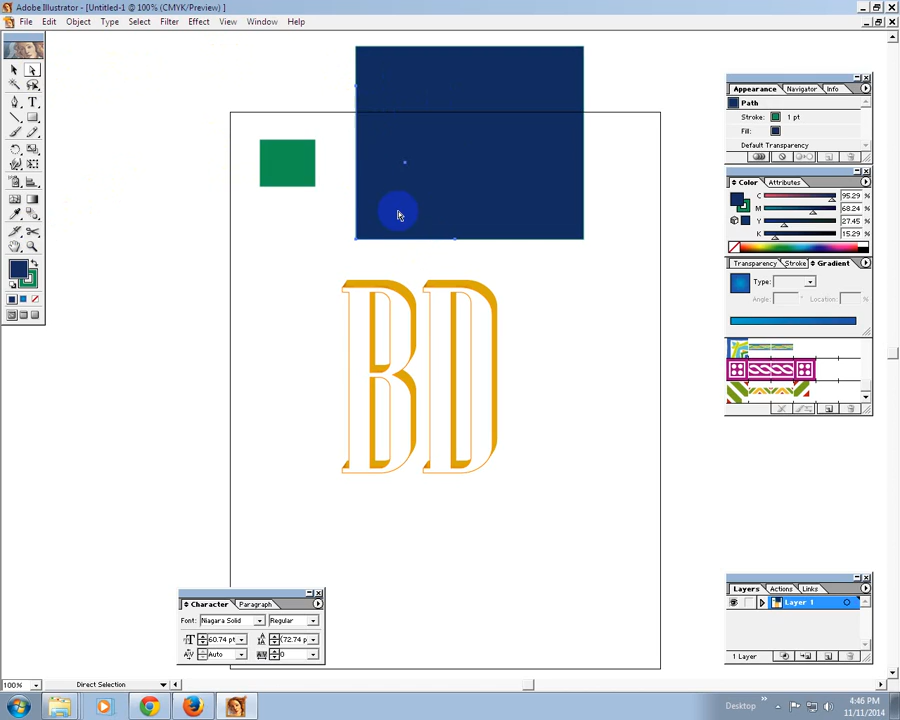 Adobe Illustrator - [Untitled-1 @ 100% (CMYK/Preview) ]
File Edit Object Type Select Filter Effect View Window Help
Appearance Navigator Info
Path
Stroke: 1 pt
Fill:
Default Transparency
Color Attributes
C 95.29
M 68.24
Y 27.45
K 15.29
Transparency Stroke Gradient
Type:
Angle: Location: %
BD
Layers Actions Links
Layer 1
1 Layer
Character Paragraph
Font: Niagara Solid Regular
60.74 pt (72.74 p
Auto 0
100% Direct Selection
Desktop
4:46 PM
11/11/2014